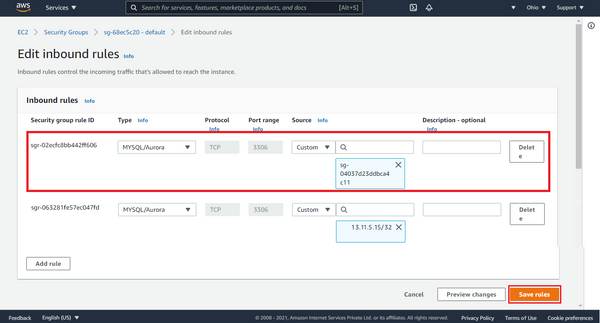 aws
Services ▾
Search for services, features, marketplace products, and docs [Alt+S]
Ohio ▾
Support ▾
EC2 > Security Groups > sg-68ec5c20 - default > Edit inbound rules
Edit inbound rules Info
Inbound rules control the incoming traffic that's allowed to reach the instance.
Inbound rules Info
Security group rule ID Type Info Protocol Info Port range Info Source Info Description - optional Info
sgr-02ecfc8bb442ff606 MYSQL/Aurora TCP 3306 Custom Delet
e
sg-
04037d23ddbca4
c11
sgr-063281fe57ec047fd MYSQL/Aurora TCP 3306 Custom Delet
e
13.11.5.15/32
Add rule
Cancel Preview changes Save rules
Feedback English (US) ▾ © 2008 - 2021, Amazon Internet Services Private Ltd. or its affiliates. All rights reserved. Privacy Policy Terms of Use Cookie preferences